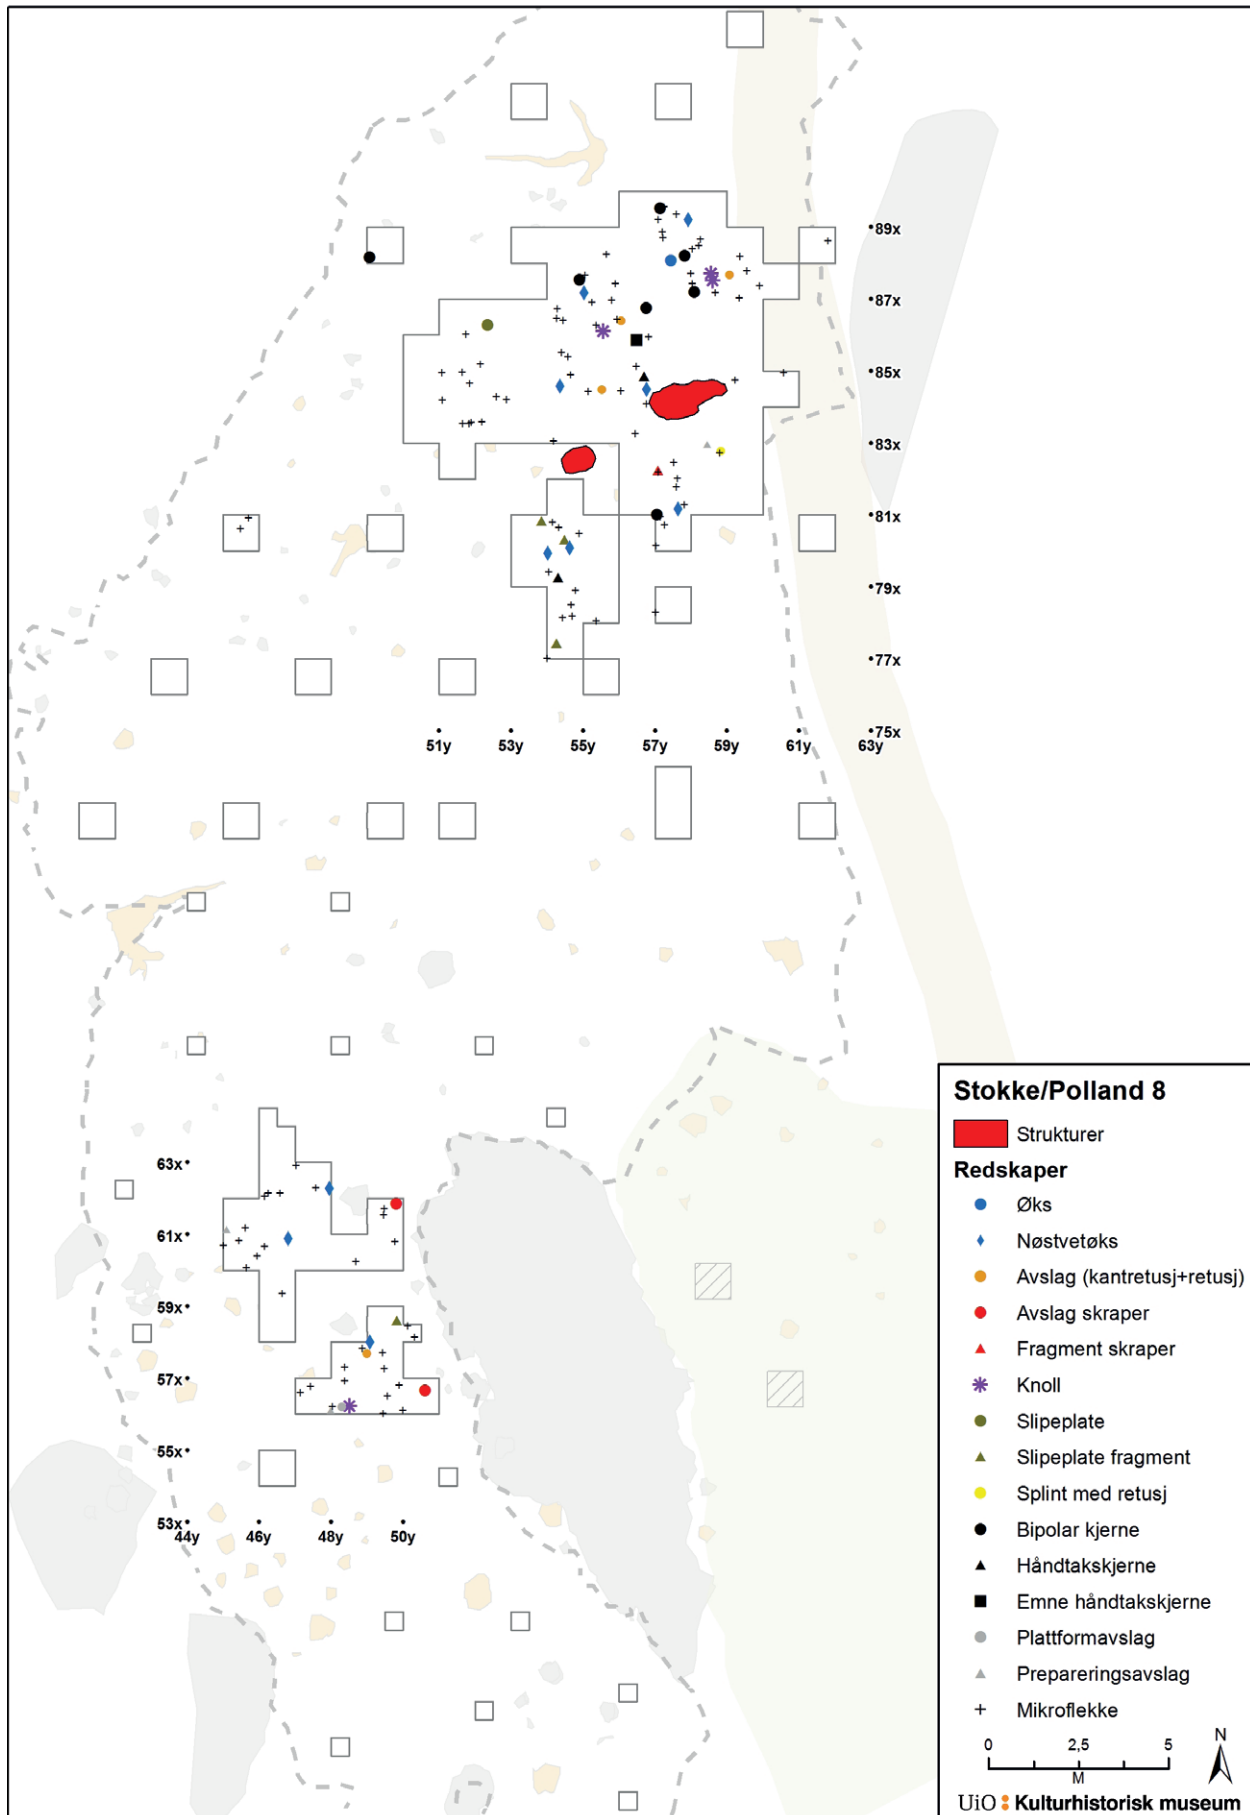 89x
87x
85x
83x
81x
79x
77x
75x
51y 53y 55y 57y 59y 61y 63y
63x
61x
59x
57x
55x
53x
44y 46y 48y 50y
Stokke/Polland 8
Strukturer
Redskaper
Øks
Nøstvetøks
Avslag (kantretusj+retusj)
Avslag skraper
Fragment skraper
Knoll
Slipeplate
Slipeplate fragment
Splint med retusj
Bipolar kjerne
Håndtakskjerne
Emne håndtakskjerne
Plattformavslag
Prepareringsavslag
Mikroflekke
0 2,5 5
M
N
UiO Kulturhistorisk museum